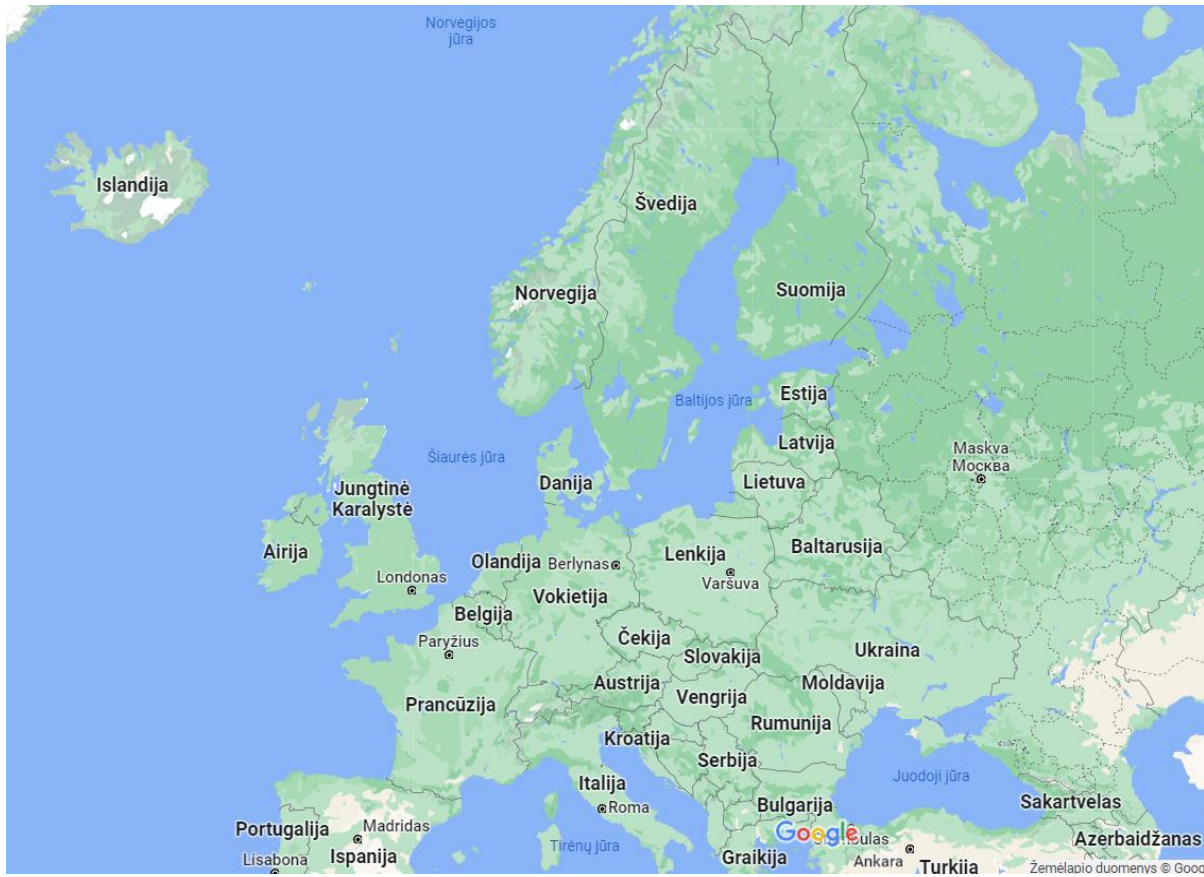 Norvegijos
jūra
Islandija
Švedija
Norvegija
Suomija
Baltijos jūra
Estija
Šiaurės jūra
Latvija
Maskva
Москва
Danija
Lietuva
Jungtinė
Karalystė
Airija
Olandija
Berlynas
Lenkija
Baltarusija
Londonas
Varšuva
Vokietija
Belgija
Paryžius
Čekija
Slovakija
Ukraina
Austrija
Vengrija
Moldavija
Prancūzija
Rumunija
Kroatija
Serbija
Italija
Juodoji jūra
Roma
Bulgarija
Sakartvelas
Portugalija
Madridas
Google
Azerbaidžanas
Tirėnų jūra
Lisabona
Ispanija
Graikija
Ankara
Turkija
Žemėlapio duomenys ©